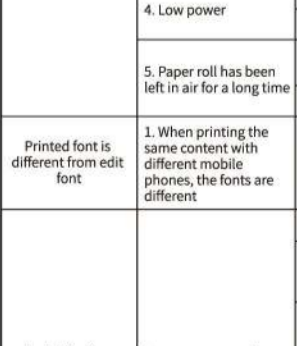 4. Low power
5. Paper roll has been
left in air for a long time
Printed font is
different from edit
font
1. When printing the
same content with
different mobile
phones, the fonts are
different